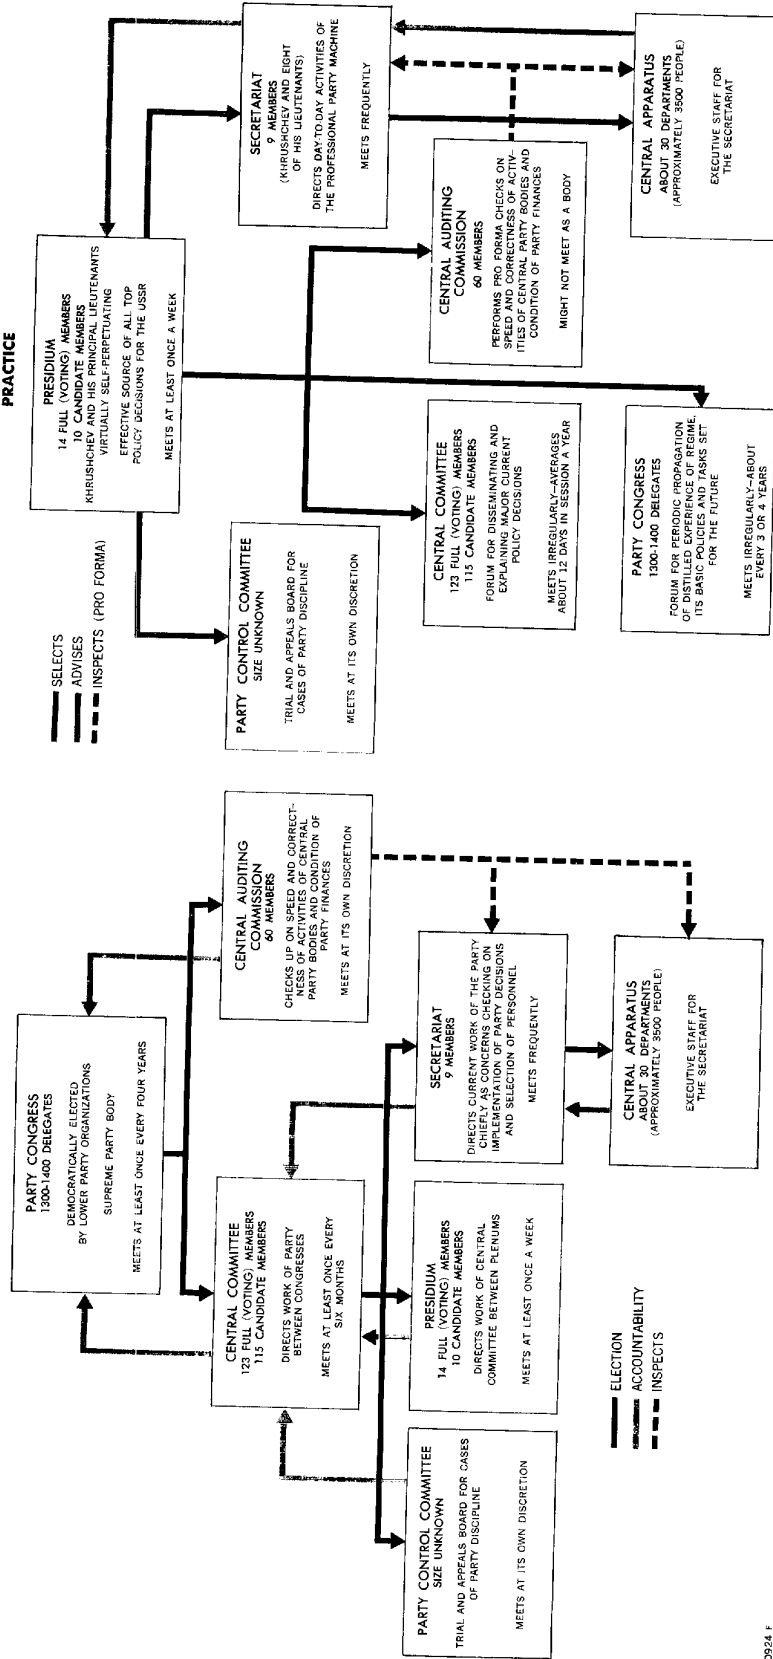 PARTY CONGRESS
1300-1400 DELEGATES
DEMOCRATICALLY ELECTED
BY LOWER PARTY ORGANIZATIONS
SUPREME PARTY BODY
MEETS AT LEAST ONCE EVERY FOUR YEARS
CENTRAL COMMITTEE
123 FULL (VOTING) MEMBERS
115 CANDIDATE MEMBERS
DIRECTS WORK OF PARTY
BETWEEN CONGRESSES
MEETS AT LEAST ONCE EVERY
SIX MONTHS
CENTRAL AUDITING
COMMISSION
60 MEMBERS
CHECKS UP ON SPEED AND CORRECT-
NESS OF ACTIVITIES OF CENTRAL
PARTY BODIES AND CONDITION OF
PARTY FINANCES
MEETS AT ITS OWN DISCRETION
PARTY CONTROL COMMITTEE
SIZE UNKNOWN
TRIAL AND APPEALS BOARD FOR CASES
OF PARTY DISCIPLINE
MEETS AT ITS OWN DISCRETION
PRESIDIUM
14 FULL (VOTING) MEMBERS
10 CANDIDATE MEMBERS
DIRECTS WORK OF CENTRAL
COMMITTEE BETWEEN PLENUMS
MEETS AT LEAST ONCE A WEEK
SECRETARIAT
9 MEMBERS
DIRECTS CURRENT WORK OF THE PARTY
CHIEFLY AS CONCERNS CHECKING ON
IMPLEMENTATION OF PARTY DECISIONS
AND SELECTION OF PERSONNEL
MEETS FREQUENTLY
CENTRAL APPARATUS
ABOUT 30 DEPARTMENTS
(APPROXIMATELY 3500 PEOPLE)
EXECUTIVE STAFF FOR
THE SECRETARIAT
ELECTION
ACCOUNTABILITY
INSPECTS
0924 F
PRACTICE
SELECTS
ADVISES
INSPECTS (PRO FORMA)
PRESIDIUM
14 FULL (VOTING) MEMBERS
10 CANDIDATE MEMBERS
KHRUSHCHEV AND HIS PRINCIPAL LIEUTENANTS
VIRTUALLY SELF-PERPETUATING
EFFECTIVE SOURCE OF ALL TOP
POLICY DECISIONS FOR THE USSR
MEETS AT LEAST ONCE A WEEK
PARTY CONTROL COMMITTEE
SIZE UNKNOWN
TRIAL AND APPEALS BOARD FOR
CASES OF PARTY DISCIPLINE
MEETS AT ITS OWN DISCRETION
SECRETARIAT
9 MEMBERS
(KHRUSHCHEV AND EIGHT
OF HIS LIEUTENANTS)
DIRECTS DAY-TO-DAY ACTIVITIES OF
THE PROFESSIONAL PARTY MACHINE
MEETS FREQUENTLY
CENTRAL COMMITTEE
123 FULL (VOTING) MEMBERS
115 CANDIDATE MEMBERS
FORUM FOR DISSEMINATING AND
EXPLAINING MAJOR CURRENT
POLICY DECISIONS
MEETS IRREGULARLY—AVERAGES
ABOUT 12 DAYS IN SESSION A YEAR
CENTRAL AUDITING
COMMISSION
60 MEMBERS
PERFORMS PRO FORMA CHECKS ON
SPEED AND CORRECTNESS OF ACTIV-
ITIES OF CENTRAL PARTY BODIES AND
CONDITION OF PARTY FINANCES
MIGHT NOT MEET AS A BODY
PARTY CONGRESS
1300-1400 DELEGATES
FORUM FOR PERIODIC PROPAGATION
OF DISTILLED EXPERIENCE OF REGIME,
ITS BASIC POLICIES AND TASKS SET
FOR THE FUTURE
MEETS IRREGULARLY—ABOUT
EVERY 3 OR 4 YEARS
CENTRAL APPARATUS
ABOUT 30 DEPARTMENTS
(APPROXIMATELY 3500 PEOPLE)
EXECUTIVE STAFF FOR
THE SECRETARIAT